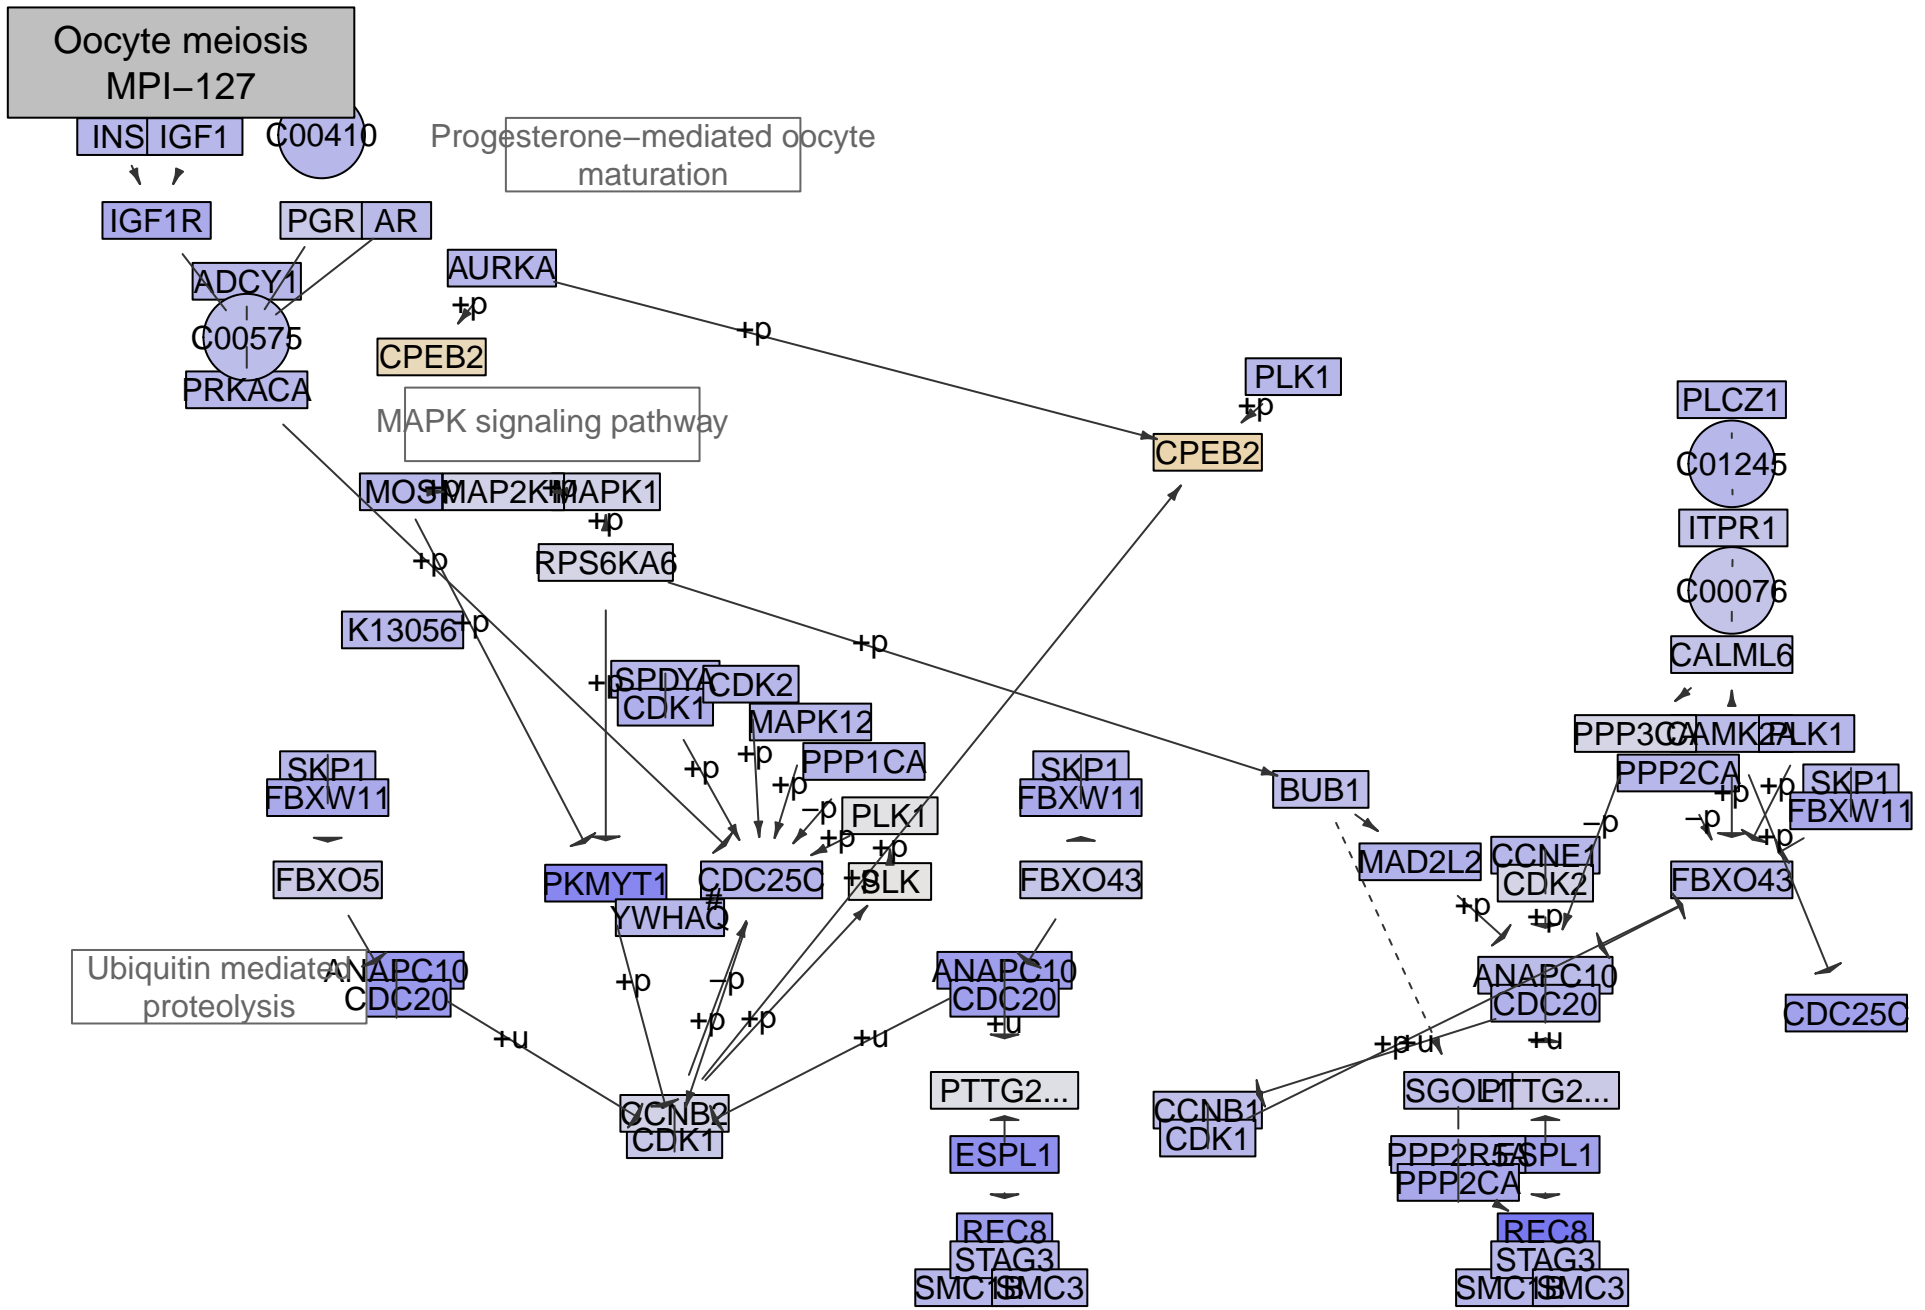 Oocyte meiosis
MPI−127
INS IGF1 C00410
Progesterone−mediated oocyte
maturation
IGF1R PGR AR
ADCY1 AURKA
+p
C00575 +p
CPEB2
PRKACA PLK1
+p
PLCZ1
MAPK signaling pathway
CPEB2
C01245
MOS +p MAP2K1 +p MAPK1
+p
ITPR1
RPS6KA6
+p
C00076
K13056 +p
+p
CALML6
+p SPDYA CDK2
CDK1
MAPK12
PPP3CA CAMK2A PLK1
+p +p PPP1CA
SKP1 SKP1 PPP2CA SKP1
FBXW11 +p FBXW11 BUB1 +p +p FBXW11
−p PLK1 −p −p
+p +p +p
MAD2L2 CCNE1
FBXO5 PKMYT1 CDC25C +p SLK FBXO43 CDK2 FBXO43
# +p +p
YWHAQ
Ubiquitin mediated ANAPC10 +p −p ANAPC10 ANAPC10
proteolysis CDC20 CDC20 CDC20
+p +p +u CDC25C
+u +u +p +u +u
PTTG2... SGOL1 PTTG2...
CCNB2 CCNB1
CDK1 CDK1
ESPL1 PPP2R5A ESPL1
PPP2CA
REC8 REC8
STAG3 STAG3
SMC1B SMC3 SMC1B SMC3